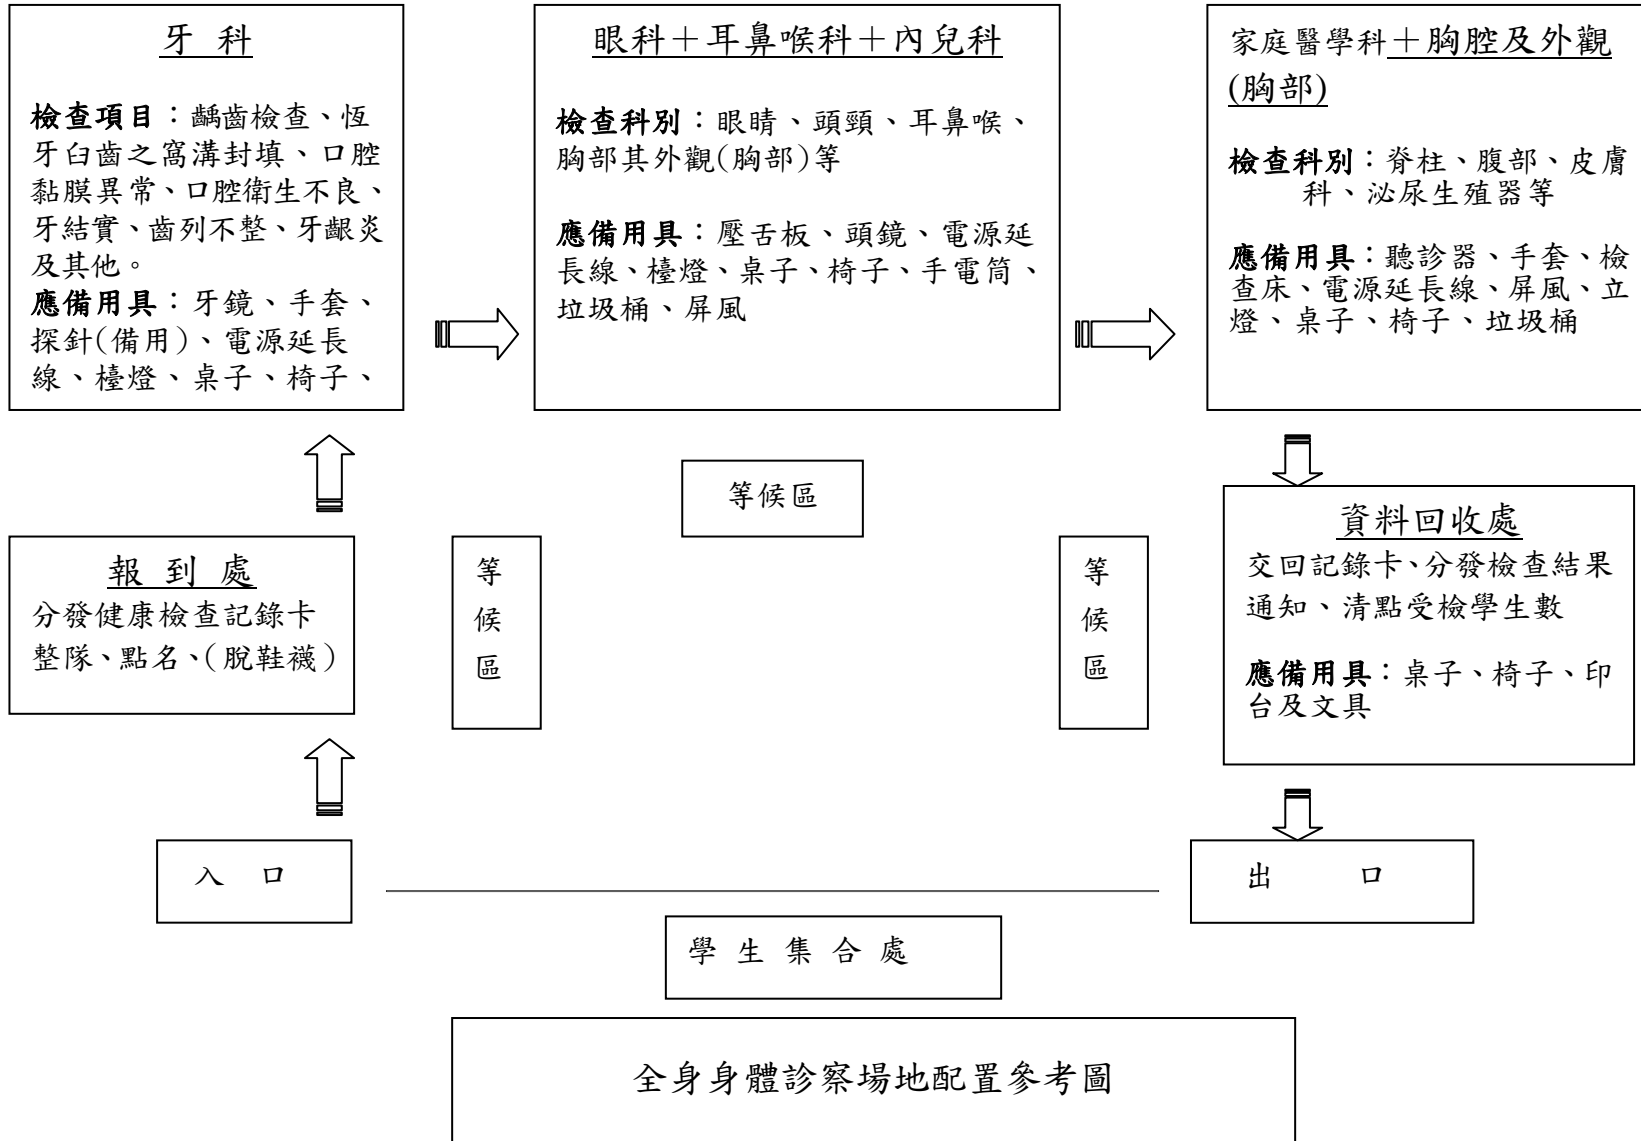 牙 科
檢查項目：齲齒檢查、恆
牙臼齒之窩溝封填、口腔
黏膜異常、口腔衛生不良、
牙結實、齒列不整、牙齦炎
及其他。
應備用具：牙鏡、手套、
探針(備用)、電源延長
線、檯燈、桌子、椅子、
眼科＋耳鼻喉科＋內兒科
檢查科別：眼睛、頭頸、耳鼻喉、
胸部其外觀(胸部)等
應備用具：壓舌板、頭鏡、電源延
長線、檯燈、桌子、椅子、手電筒、
垃圾桶、屏風
家庭醫學科＋胸腔及外觀
(胸部)
檢查科別：脊柱、腹部、皮膚
科、泌尿生殖器等
應備用具：聽診器、手套、檢
查床、電源延長線、屏風、立
燈、桌子、椅子、垃圾桶
等候區
報 到 處
分發健康檢查記錄卡
整隊、點名、(脫鞋襪)
等
候
區
等
候
區
資料回收處
交回記錄卡、分發檢查結果
通知、清點受檢學生數
應備用具：桌子、椅子、印
台及文具
入 口
出 口
學 生 集 合 處
全身身體診察場地配置參考圖